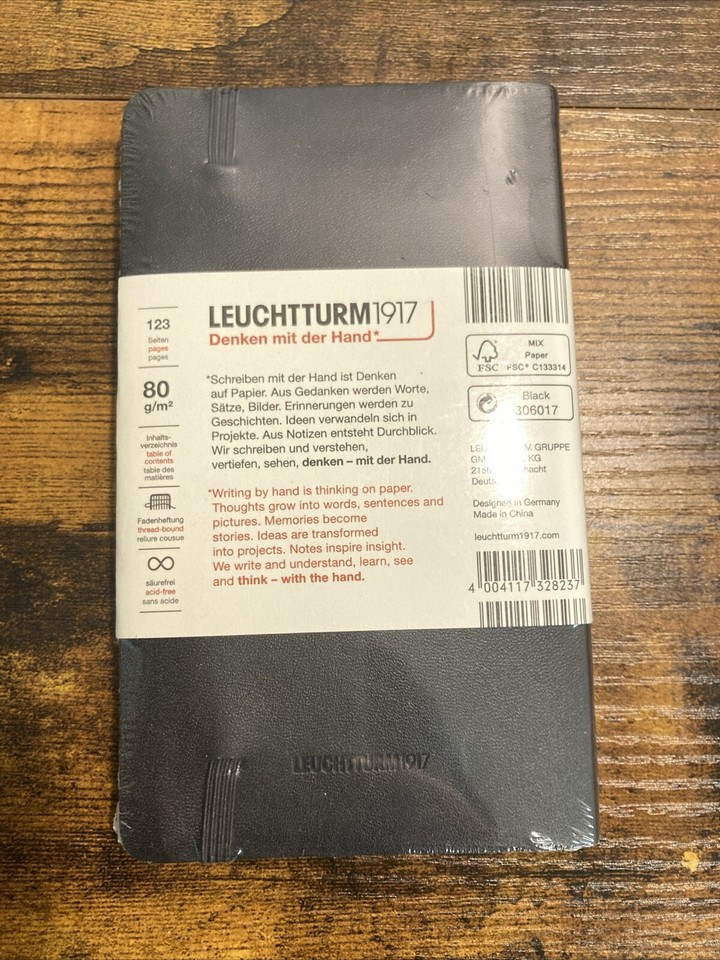 123
Seiten
pages
pages
80
g/m²
Inhalts-
verzeichnis
table of
contents
table des
matières
Fadenheftung
thread-bound
reliure cousue
säurefrei
acid-free
sans acide
LEUCHTTURM1917
Denken mit der Hand*
*Schreiben mit der Hand ist Denken
auf Papier. Aus Gedanken werden Worte,
Sätze, Bilder. Erinnerungen werden zu
Geschichten. Ideen verwandeln sich in
Projekte. Aus Notizen entsteht Durchblick.
Wir schreiben und verstehen,
vertiefen, sehen, denken – mit der Hand.
*Writing by hand is thinking on paper.
Thoughts grow into words, sentences and
pictures. Memories become
stories. Ideas are transformed
into projects. Notes inspire insight.
We write and understand, learn, see
and think – with the hand.
FSC
MIX
Paper
FSC® C133314
Black
306017
GRUPPE
KG
Designed in Germany
Made in China
leuchtturm1917.com
4 004117 328237
LEUCHTTURM1917